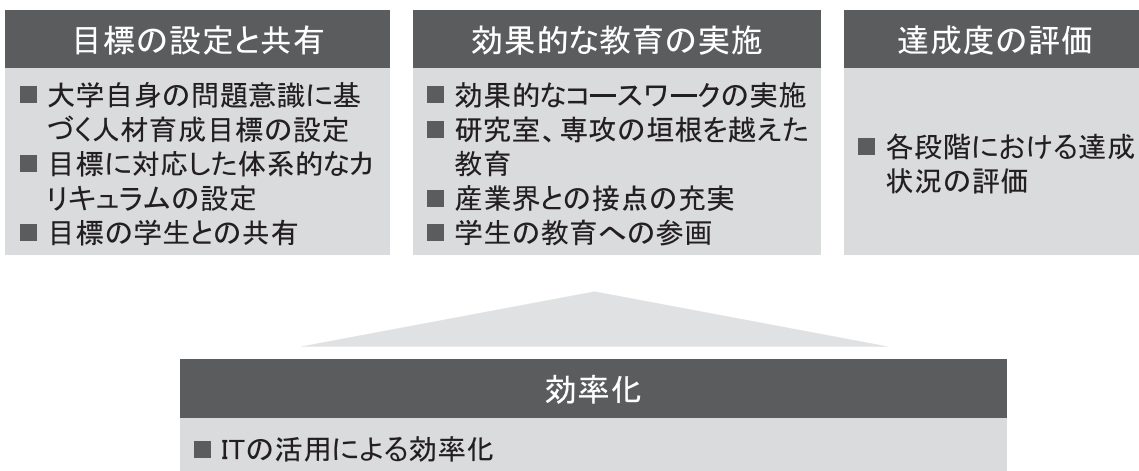 目標の設定と共有
■ 大学自身の問題意識に基
づく人材育成目標の設定
■ 目標に対応した体系的なカ
リキュラムの設定
■ 目標の学生との共有
効果的な教育の実施
■ 効果的なコースワークの実施
■ 研究室、専攻の垣根を越えた
教育
■ 産業界との接点の充実
■ 学生の教育への参画
達成度の評価
■ 各段階における達成
状況の評価
効率化
■ ITの活用による効率化